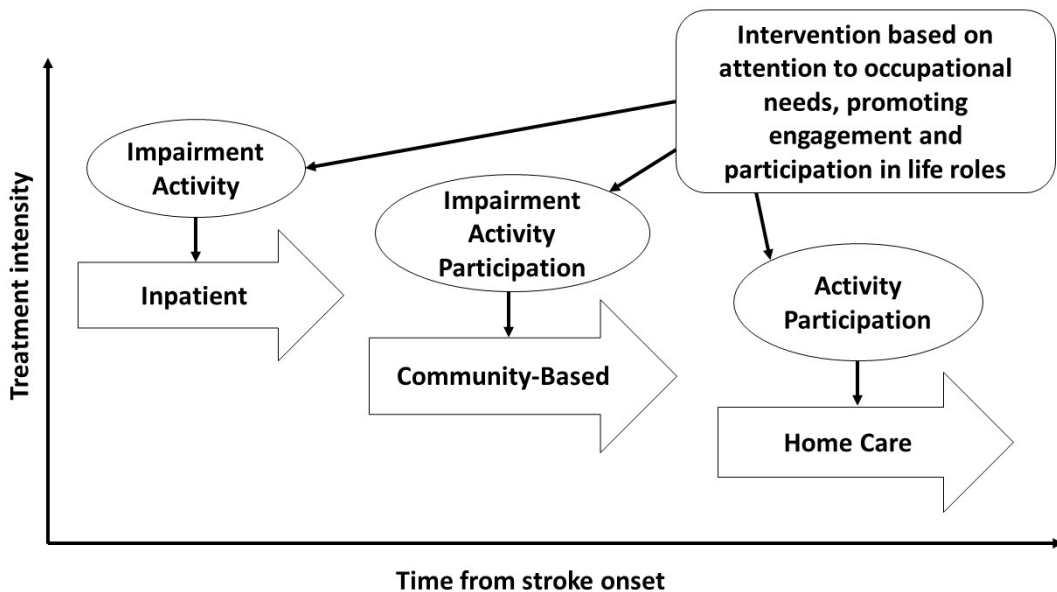 Intervention based on
attention to occupational
needs, promoting
engagement and
participation in life roles
Impairment
Activity
Impairment
Activity
Participation
Activity
Participation
Inpatient
Community-Based
Home Care
Treatment intensity
Time from stroke onset